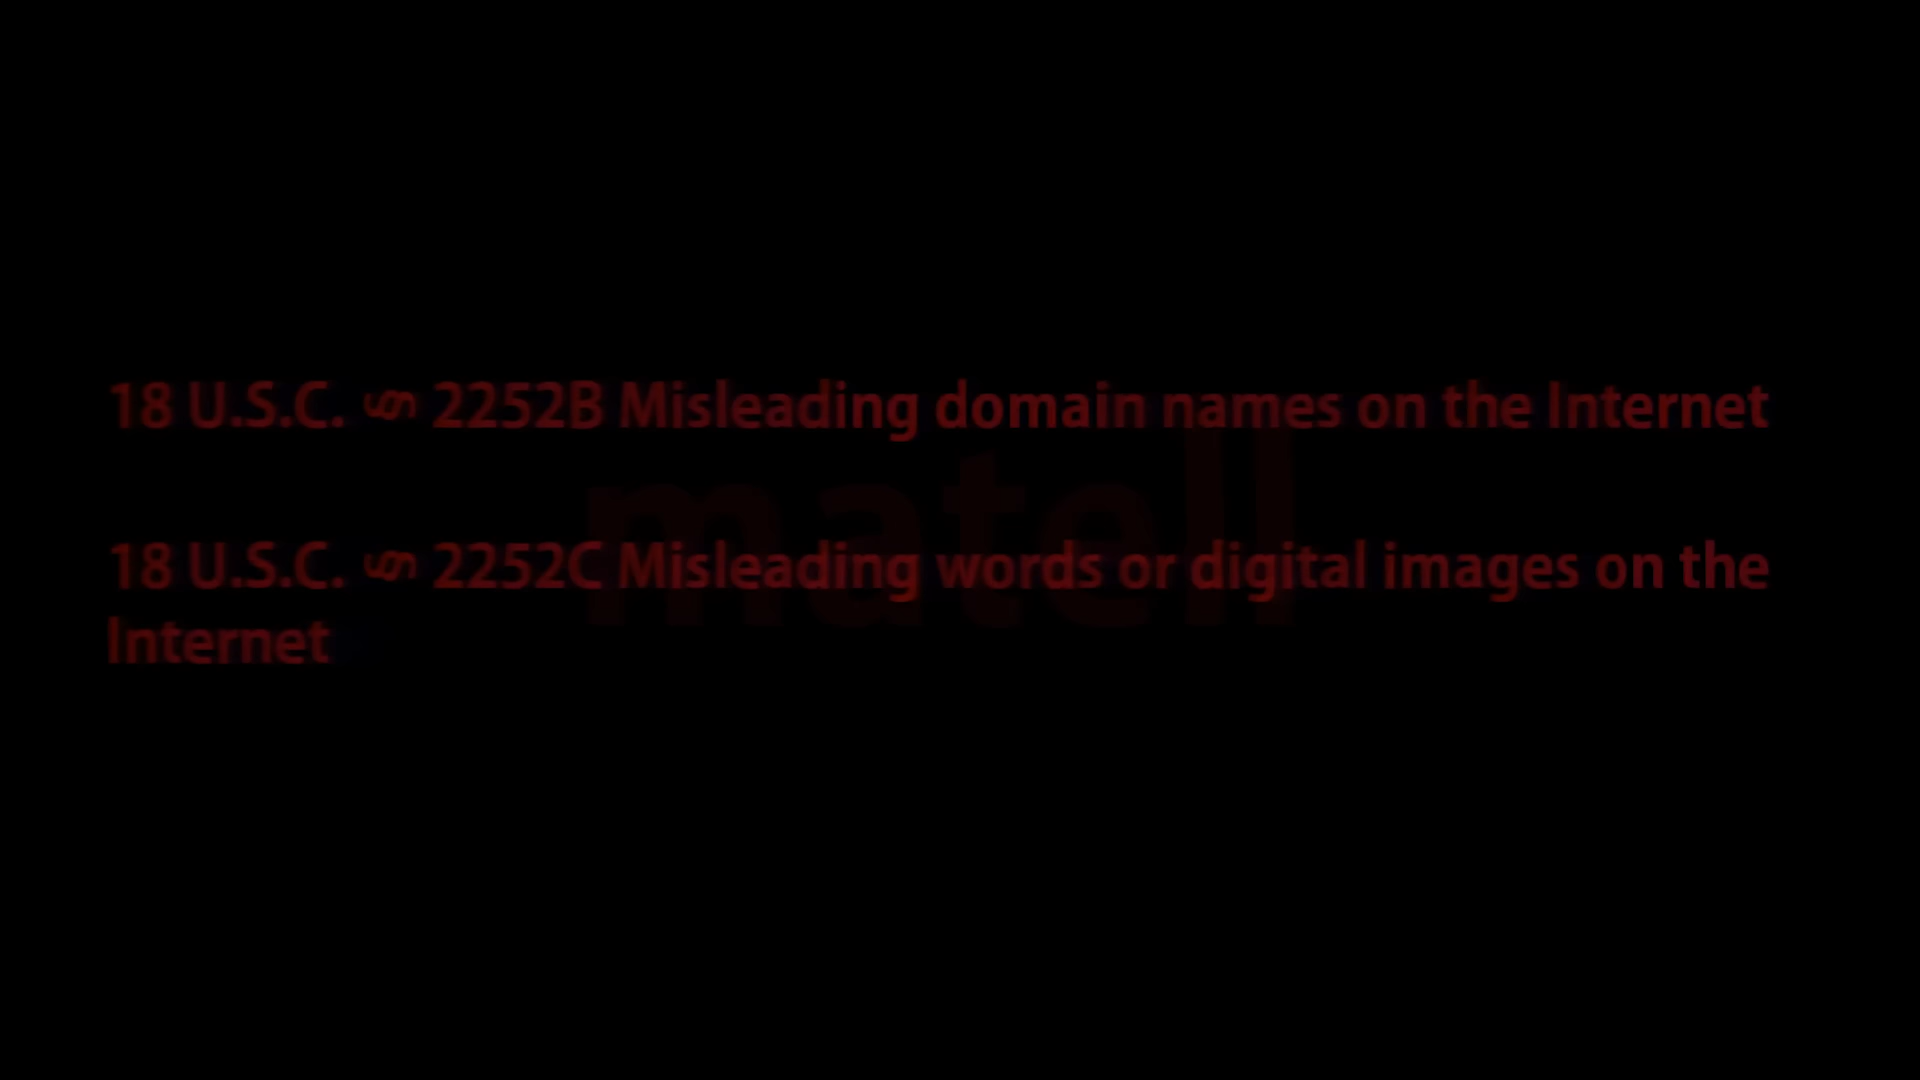 18 U.S.C. § 2252B Misleading domain names on the Internet
matell
18 U.S.C. § 2252C Misleading words or digital images on the
Internet